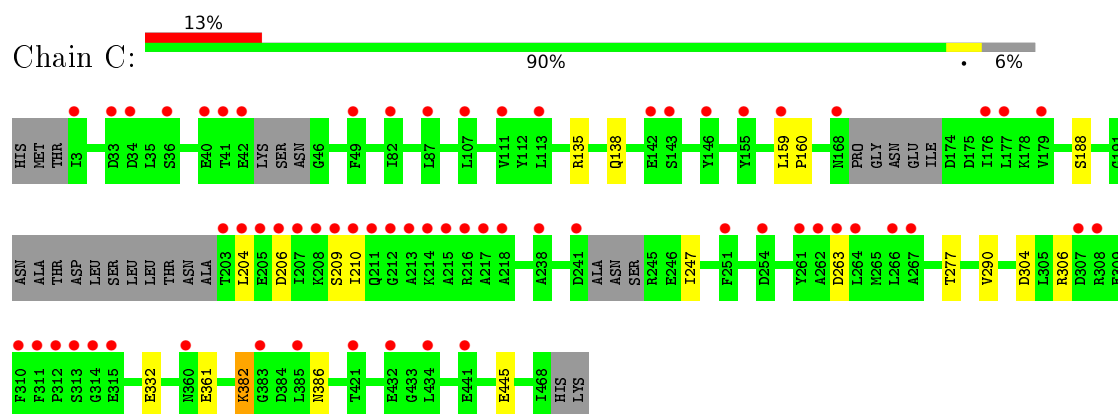 13%
Chain C:
90%
6%
HIS MET THR I3 D33 D34 L35 S36 E40 T41 E42 LYS SER ASN G46 F49 I82 L87 L107 V111 Y112 L113 R135 Q138 E142 S143 Y146 Y155 L159 P160 N168 PRO GLY ASN GLU ILE D174 D175 I176 L177 K178 V179 S188
ASN ALA THR ASP LEU SER LEU LEU THR ASN ALA T203 L204 E205 D206 I207 K208 S209 I210 Q211 G212 A213 K214 A215 R216 A217 A218 A238 D241 ALA ASN SER R245 E246 I247 F251 D254 Y261 A262 D263 L264 M265 L266 A267 T277 V290 D304 L305 R306 D307 R308
F310 F311 P312 S313 G314 E315 E332 N360 E361 K382 G383 D384 L385 N386 T421 E432 G433 L434 E441 E445 I468 HIS LYS